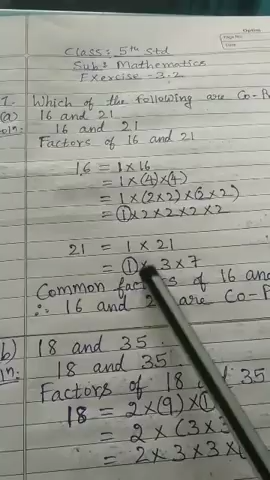 Class: 5th Std
Sub: Mathematics
Exercise - 3.2
1. Which of the following are Co-P
(a) 16 and 21
Soln: 16 and 21
Factors of 16 and 21
16 = 1 × 16
= 1 × (4) × (4)
= 1 × (2 × 2) × (2 × 2)
= 1 × 2 × 2 × 2 × 2
21 = 1 × 21
= 1 × 3 × 7
Common factors of 16 and
∴ 16 and 2 are Co-P
b) 18 and 35
18 and 35
Factors of 18 35
18 = 2 × (9) × 1
= 2 × (3 × 3
= 2 × 3 × 3 ×